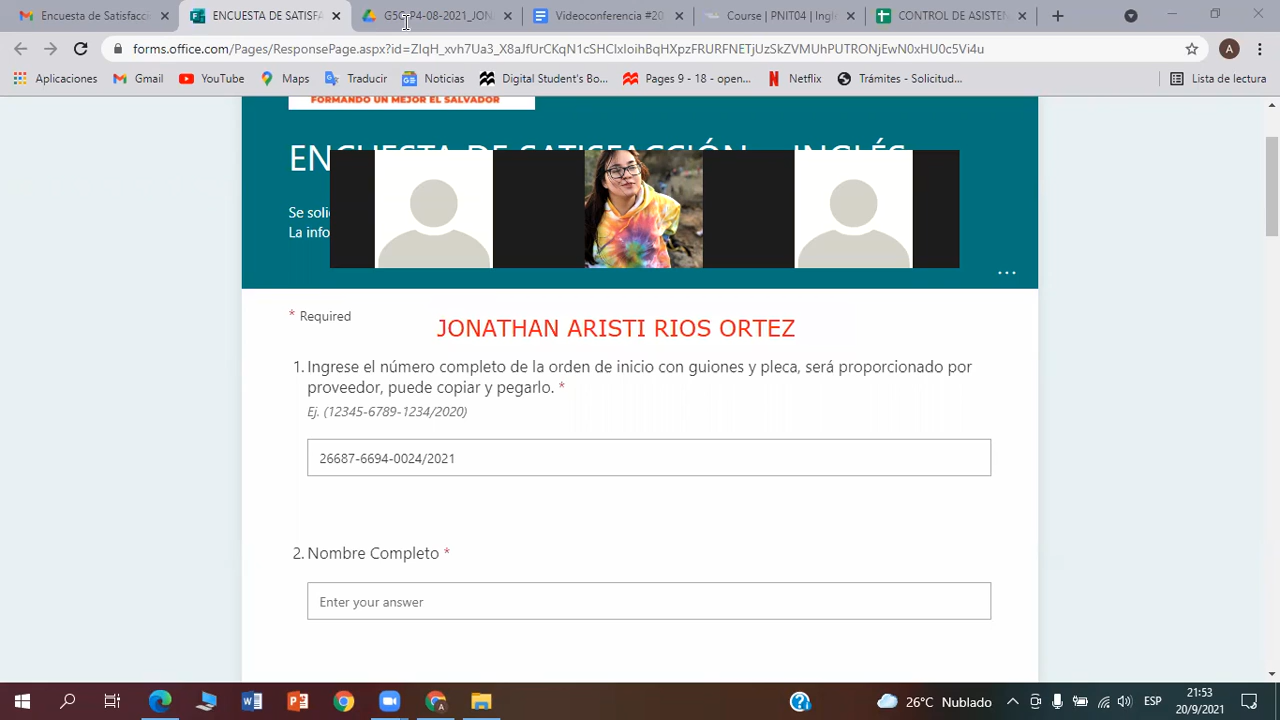 Encuesta de Satisfacc
ENCUESTA DE SATISFA
Videoconferencia #20
Course | PNIT04 | Ingl
CONTROL DE ASISTEN
forms.office.com/Pages/ResponsePage.aspx?id=ZIqH_xvh7Ua3_X8aJfUrCKqN1cSHClxIoihBqHXpzFRURFNETjUzSkZVMUhPUTRONjEwN0xHU0c5Vi4u
A
Aplicaciones
Gmail
YouTube
Maps
Traducir
Noticias
Digital Student's Bo...
Pages 9 - 18 - open...
Netflix
Trámites - Solicitud...
Lista de lectura
FORMANDO UN MEJOR EL SALVADOR
ENCUESTA DE SATISFACCIÓN - INGLÉS
Se soli
La info
...
* Required
JONATHAN ARISTI RIOS ORTEZ
1. Ingrese el número completo de la orden de inicio con guiones y pleca, será proporcionado por
proveedor, puede copiar y pegarlo. *
Ej. (12345-6789-1234/2020)
26687-6694-0024/2021
2. Nombre Completo *
Enter your answer
26°C Nublado
ESP
21:53
20/9/2021